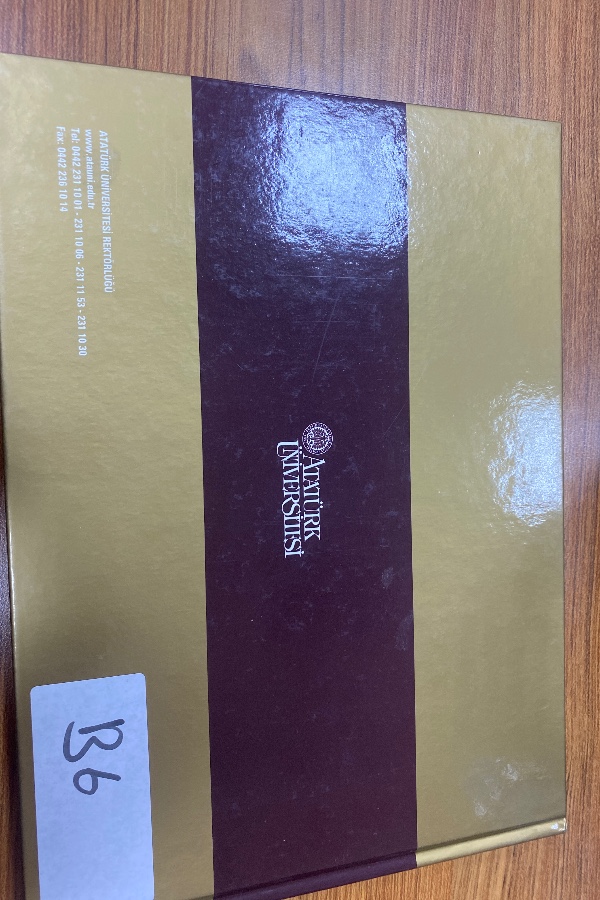 ATATÜRK
ÜNİVERSİTESİ
ATATÜRK ÜNİVERSİTESİ REKTÖRLÜĞÜ
www.atauni.edu.tr
Tel: 0442 231 10 01 - 231 10 06 - 231 11 53 - 231 10 30
Fax: 0442 236 10 14
B6